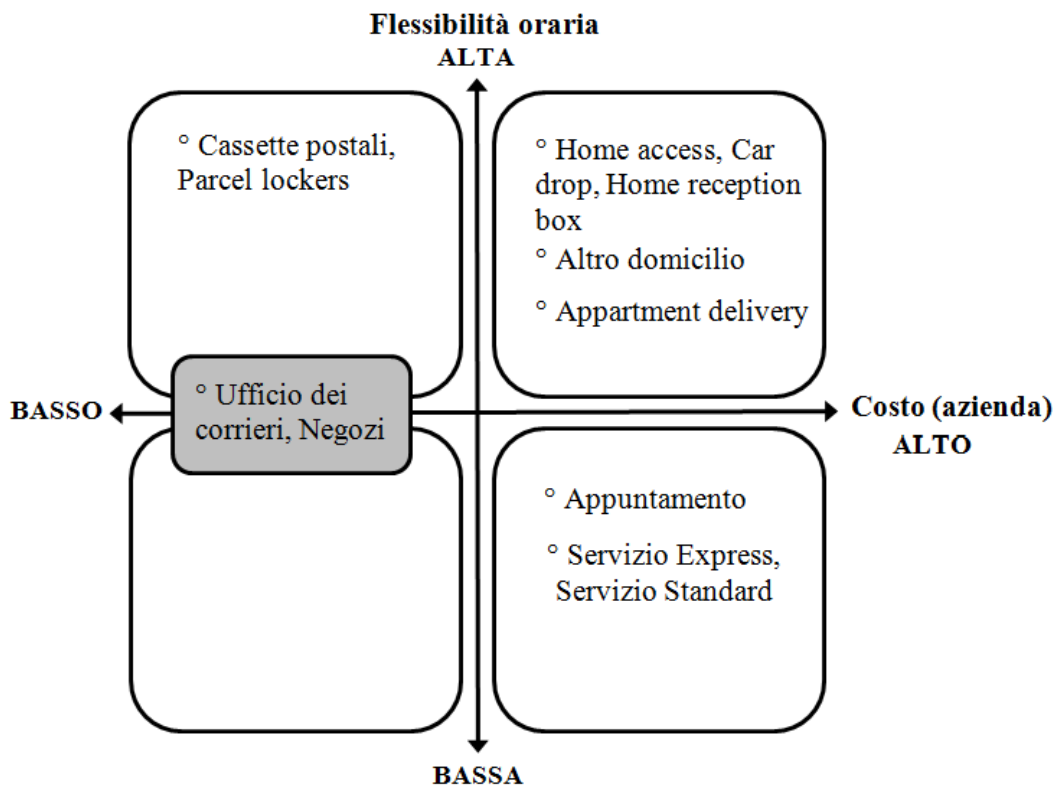 Flessibilità oraria
ALTA
° Cassette postali,
Parcel lockers
° Home access, Car
drop, Home reception
box
° Altro domicilio
° Appartment delivery
° Ufficio dei
corrieri, Negozi
BASSO
Costo (azienda)
ALTO
° Appuntamento
° Servizio Express,
Servizio Standard
BASSA